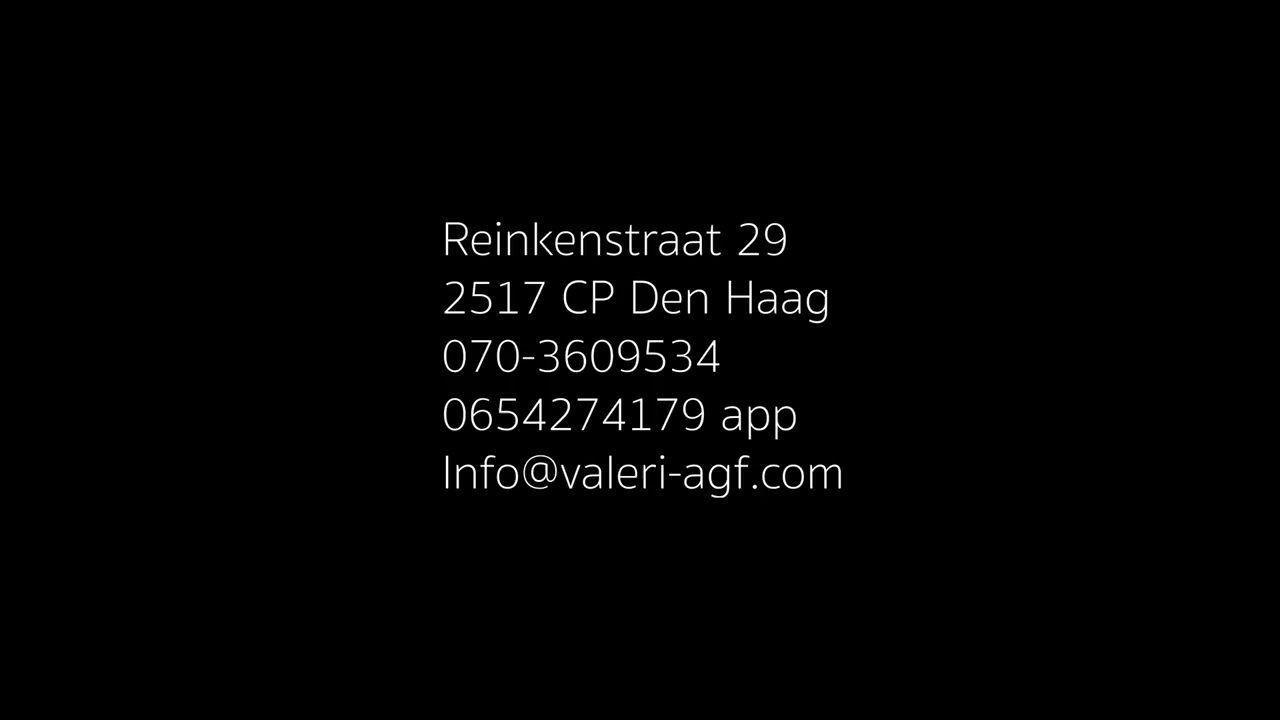 Reinkenstraat 29
2517 CP Den Haag
070-3609534
0654274179 app
Info@valeri-agf.com